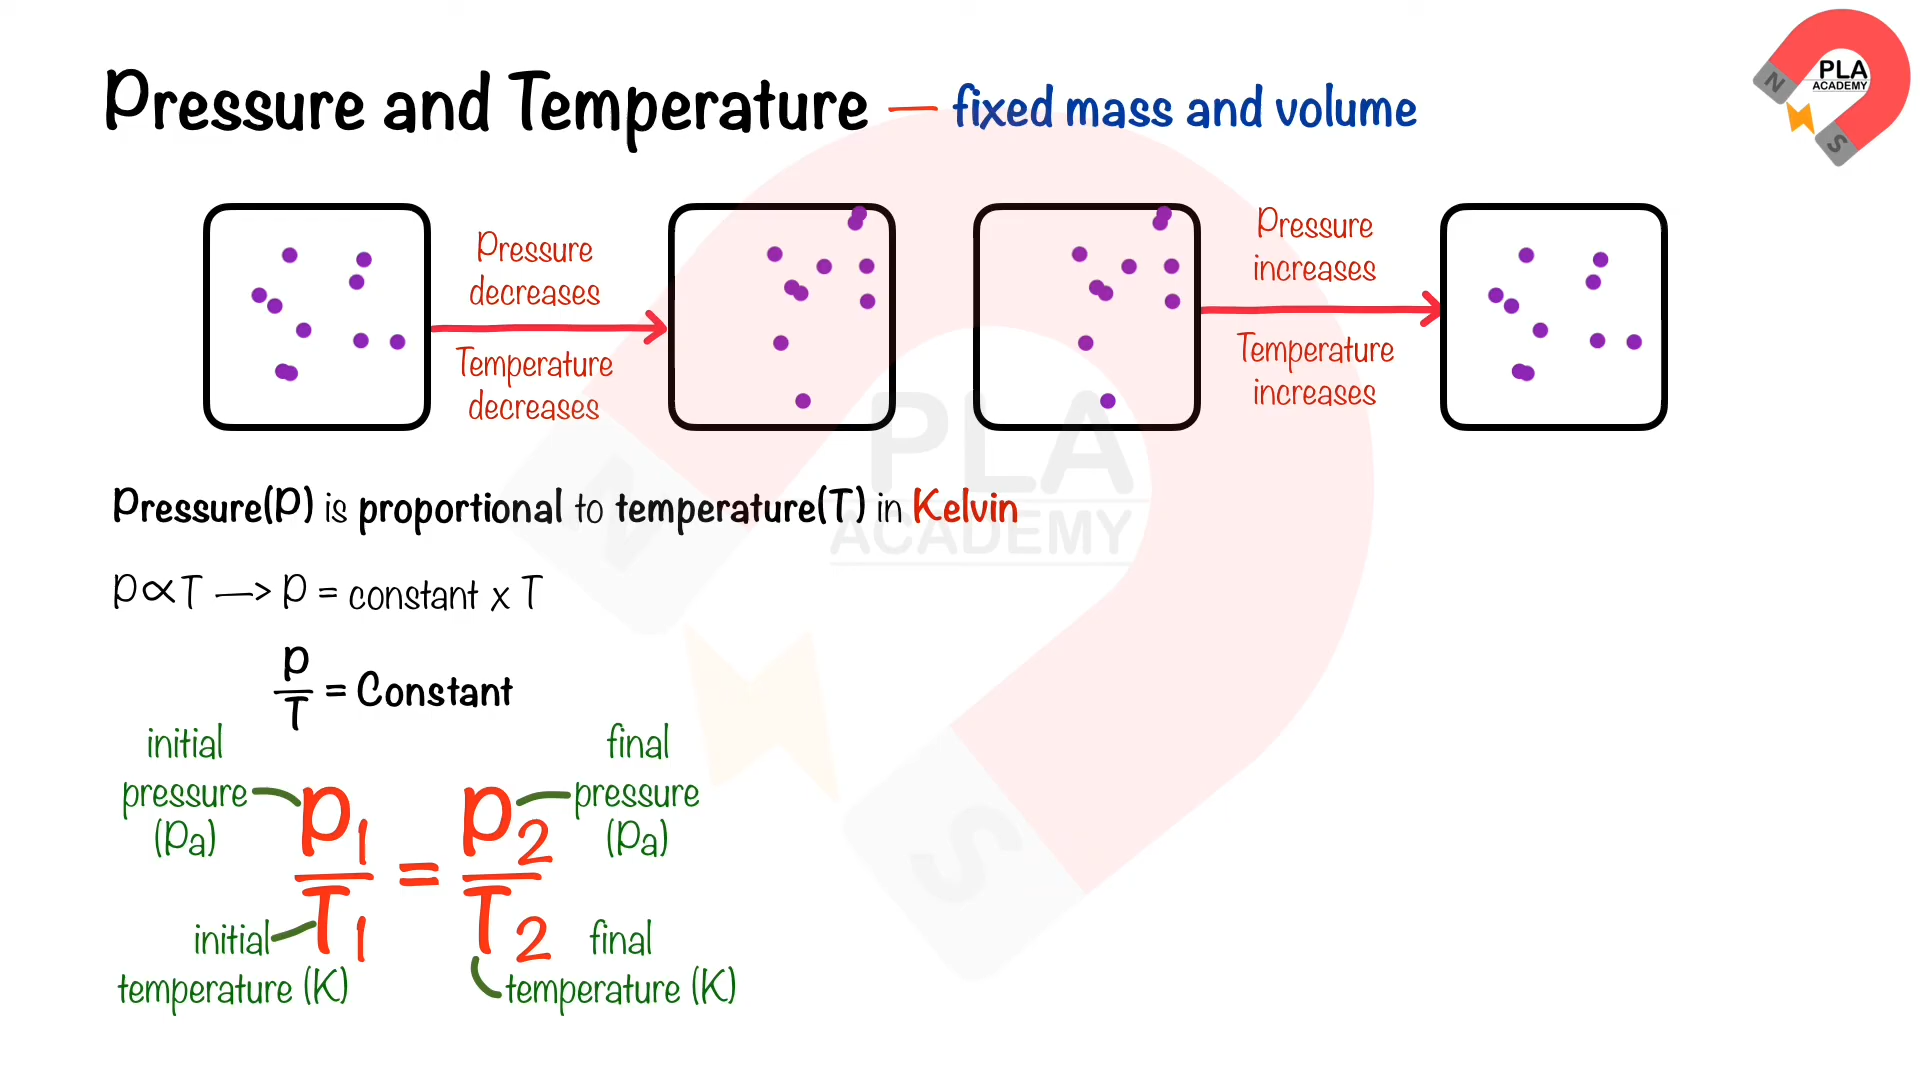 Pressure and Temperature — fixed mass and volume
PLA
ACADEMY
N
S
Pressure
decreases
Temperature
decreases
Pressure
increases
Temperature
increases
PLA
ACADEMY
N
S
Pressure(P) is proportional to temperature(T) in Kelvin
P∝T —> P = constant x T
P/T = Constant
initial
pressure
(Pa)
final
pressure
(Pa)
P1/T1 = P2/T2
initial
temperature (K)
final
temperature (K)